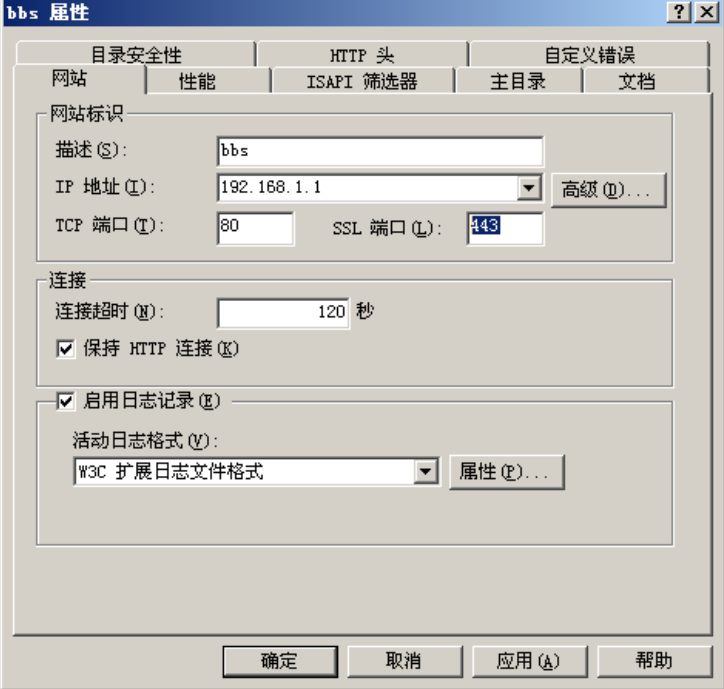 bbs 属性
目录安全性 HTTP 头 自定义错误
网站 性能 ISAPI 筛选器 主目录 文档
网站标识
描述(S): bbs
IP 地址(I): 192.168.1.1 高级(D)...
TCP 端口(T): 80 SSL 端口(L): 443
连接
连接超时(N): 120 秒
保持 HTTP 连接(K)
启用日志记录(E)
活动日志格式(V):
W3C 扩展日志文件格式 属性(P)...
确定 取消 应用(A) 帮助